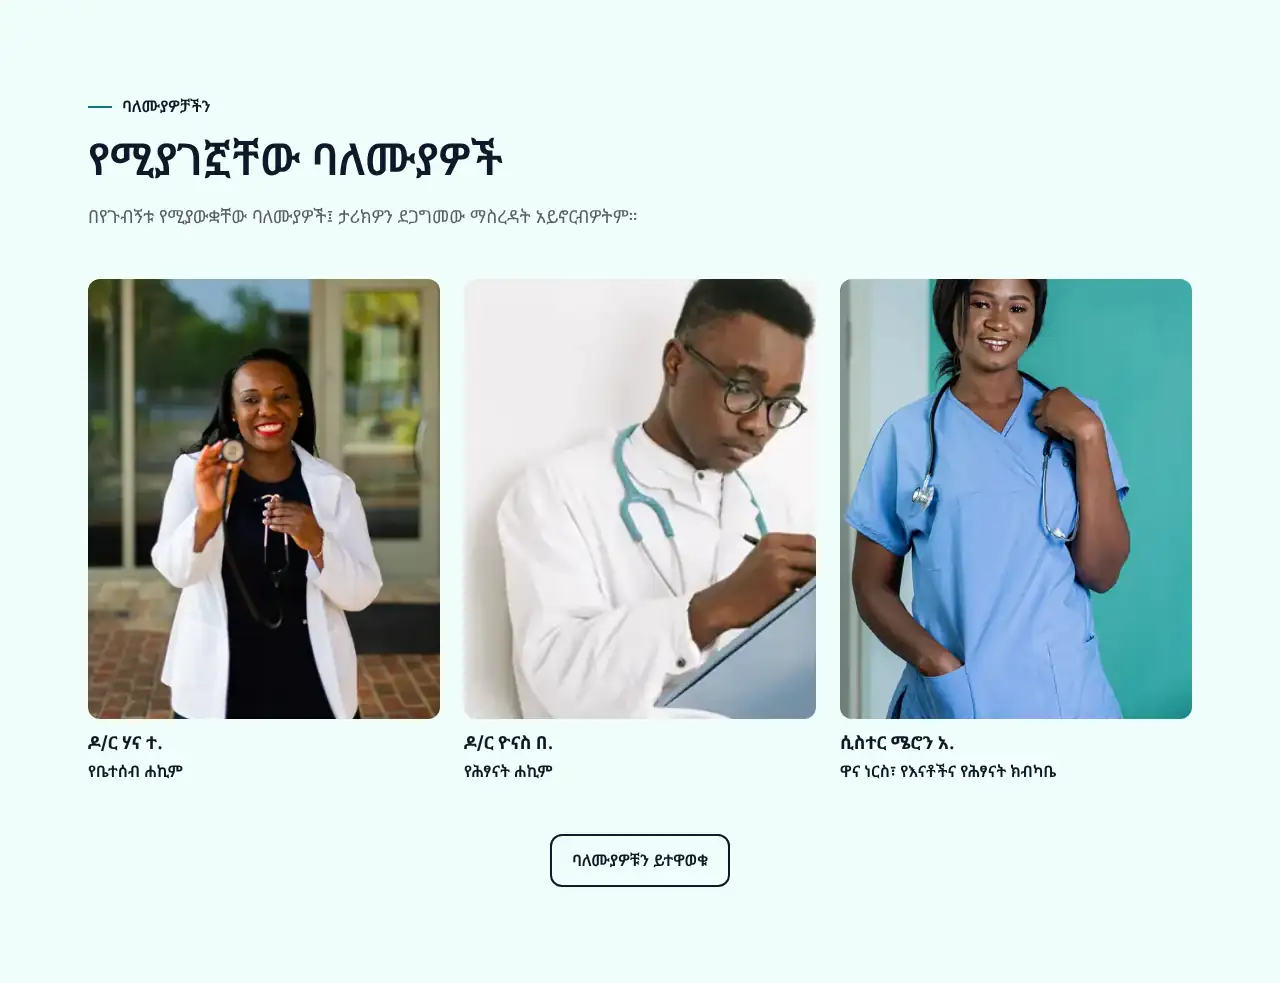 ባለሙያዎቻችን
የሚያገኟቸው ባለሙያዎች
በየጉብኝቱ የሚያውቋቸው ባለሙያዎች፤ ታሪክዎን ደጋግመው ማስረዳት አይኖርብዎትም።
ዶ/ር ሃና ተ.
የቤተሰብ ሐኪም
ዶ/ር ዮናስ በ.
የሕፃናት ሐኪም
ሲስተር ሜሮን አ.
ዋና ነርስ፣ የእናቶችና የሕፃናት ክብካቤ
ባለሙያዎቹን ይተዋወቁ